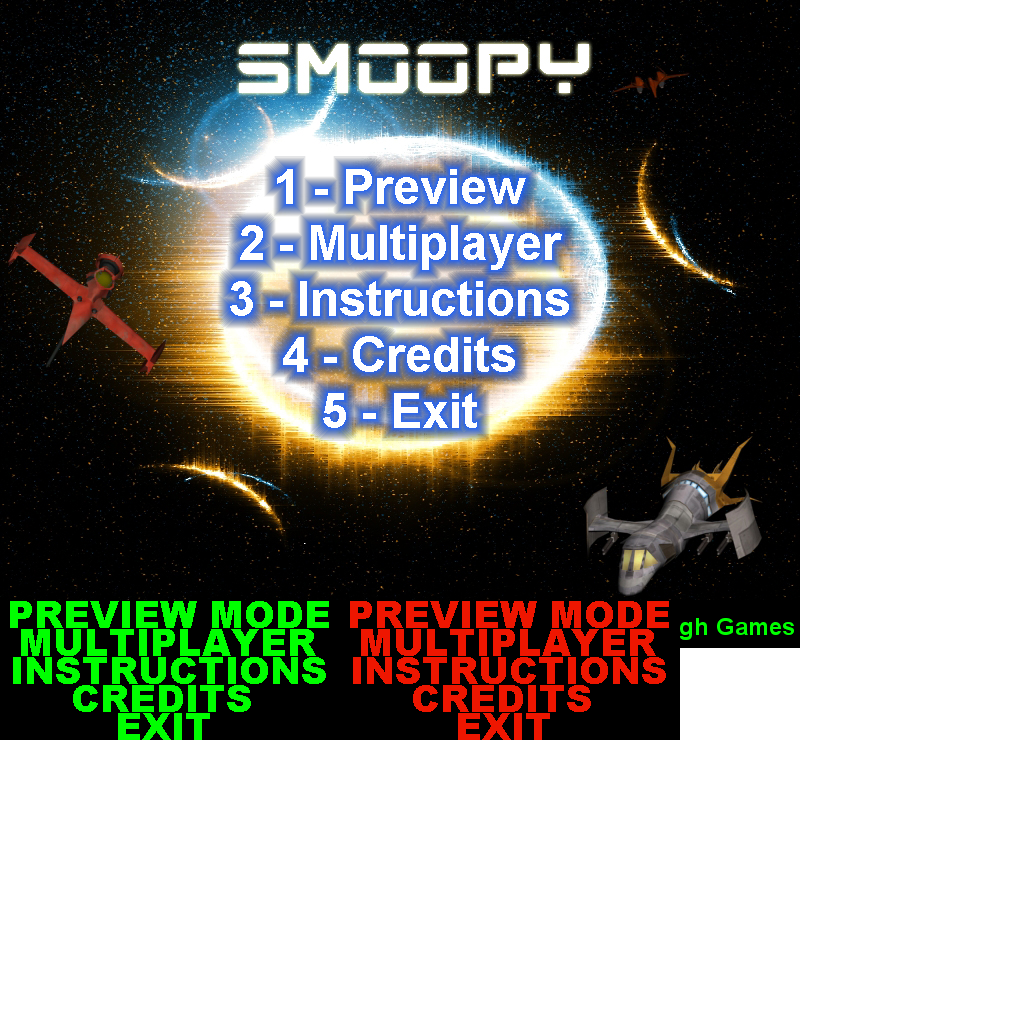 SMOOPY
1 - Preview
2 - Multiplayer
3 - Instructions
4 - Credits
5 - Exit
PREVIEW MODE
MULTIPLAYER
INSTRUCTIONS
CREDITS
EXIT
PREVIEW MODE
MULTIPLAYER
INSTRUCTIONS
CREDITS
EXIT
gh Games